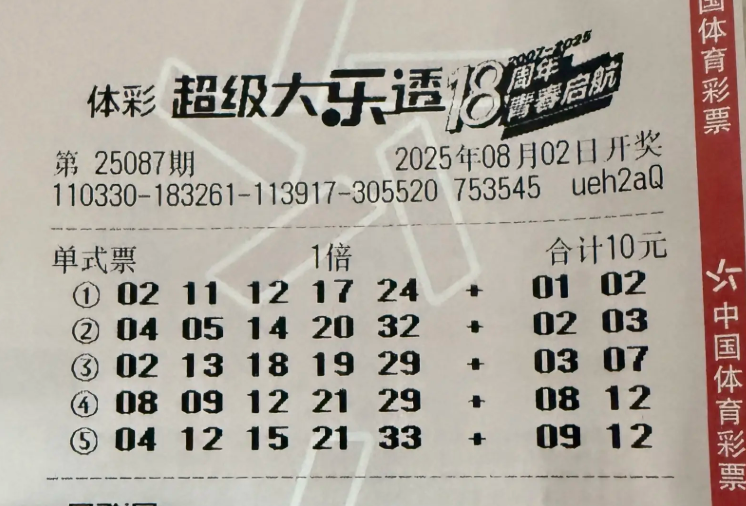 体彩 超级大乐透 18 2007-2025 周年 青春启航
第 25087期 2025年08月02日开奖
110330-183261-113917-305520 753545 ueh2aQ
单式票 1倍 合计10元
① 02 11 12 17 24 + 01 02
② 04 05 14 20 32 + 02 03
③ 02 13 18 19 29 + 03 07
④ 08 09 12 21 29 + 08 12
⑤ 04 12 15 21 33 + 09 12
国体育彩票
中国体育彩票